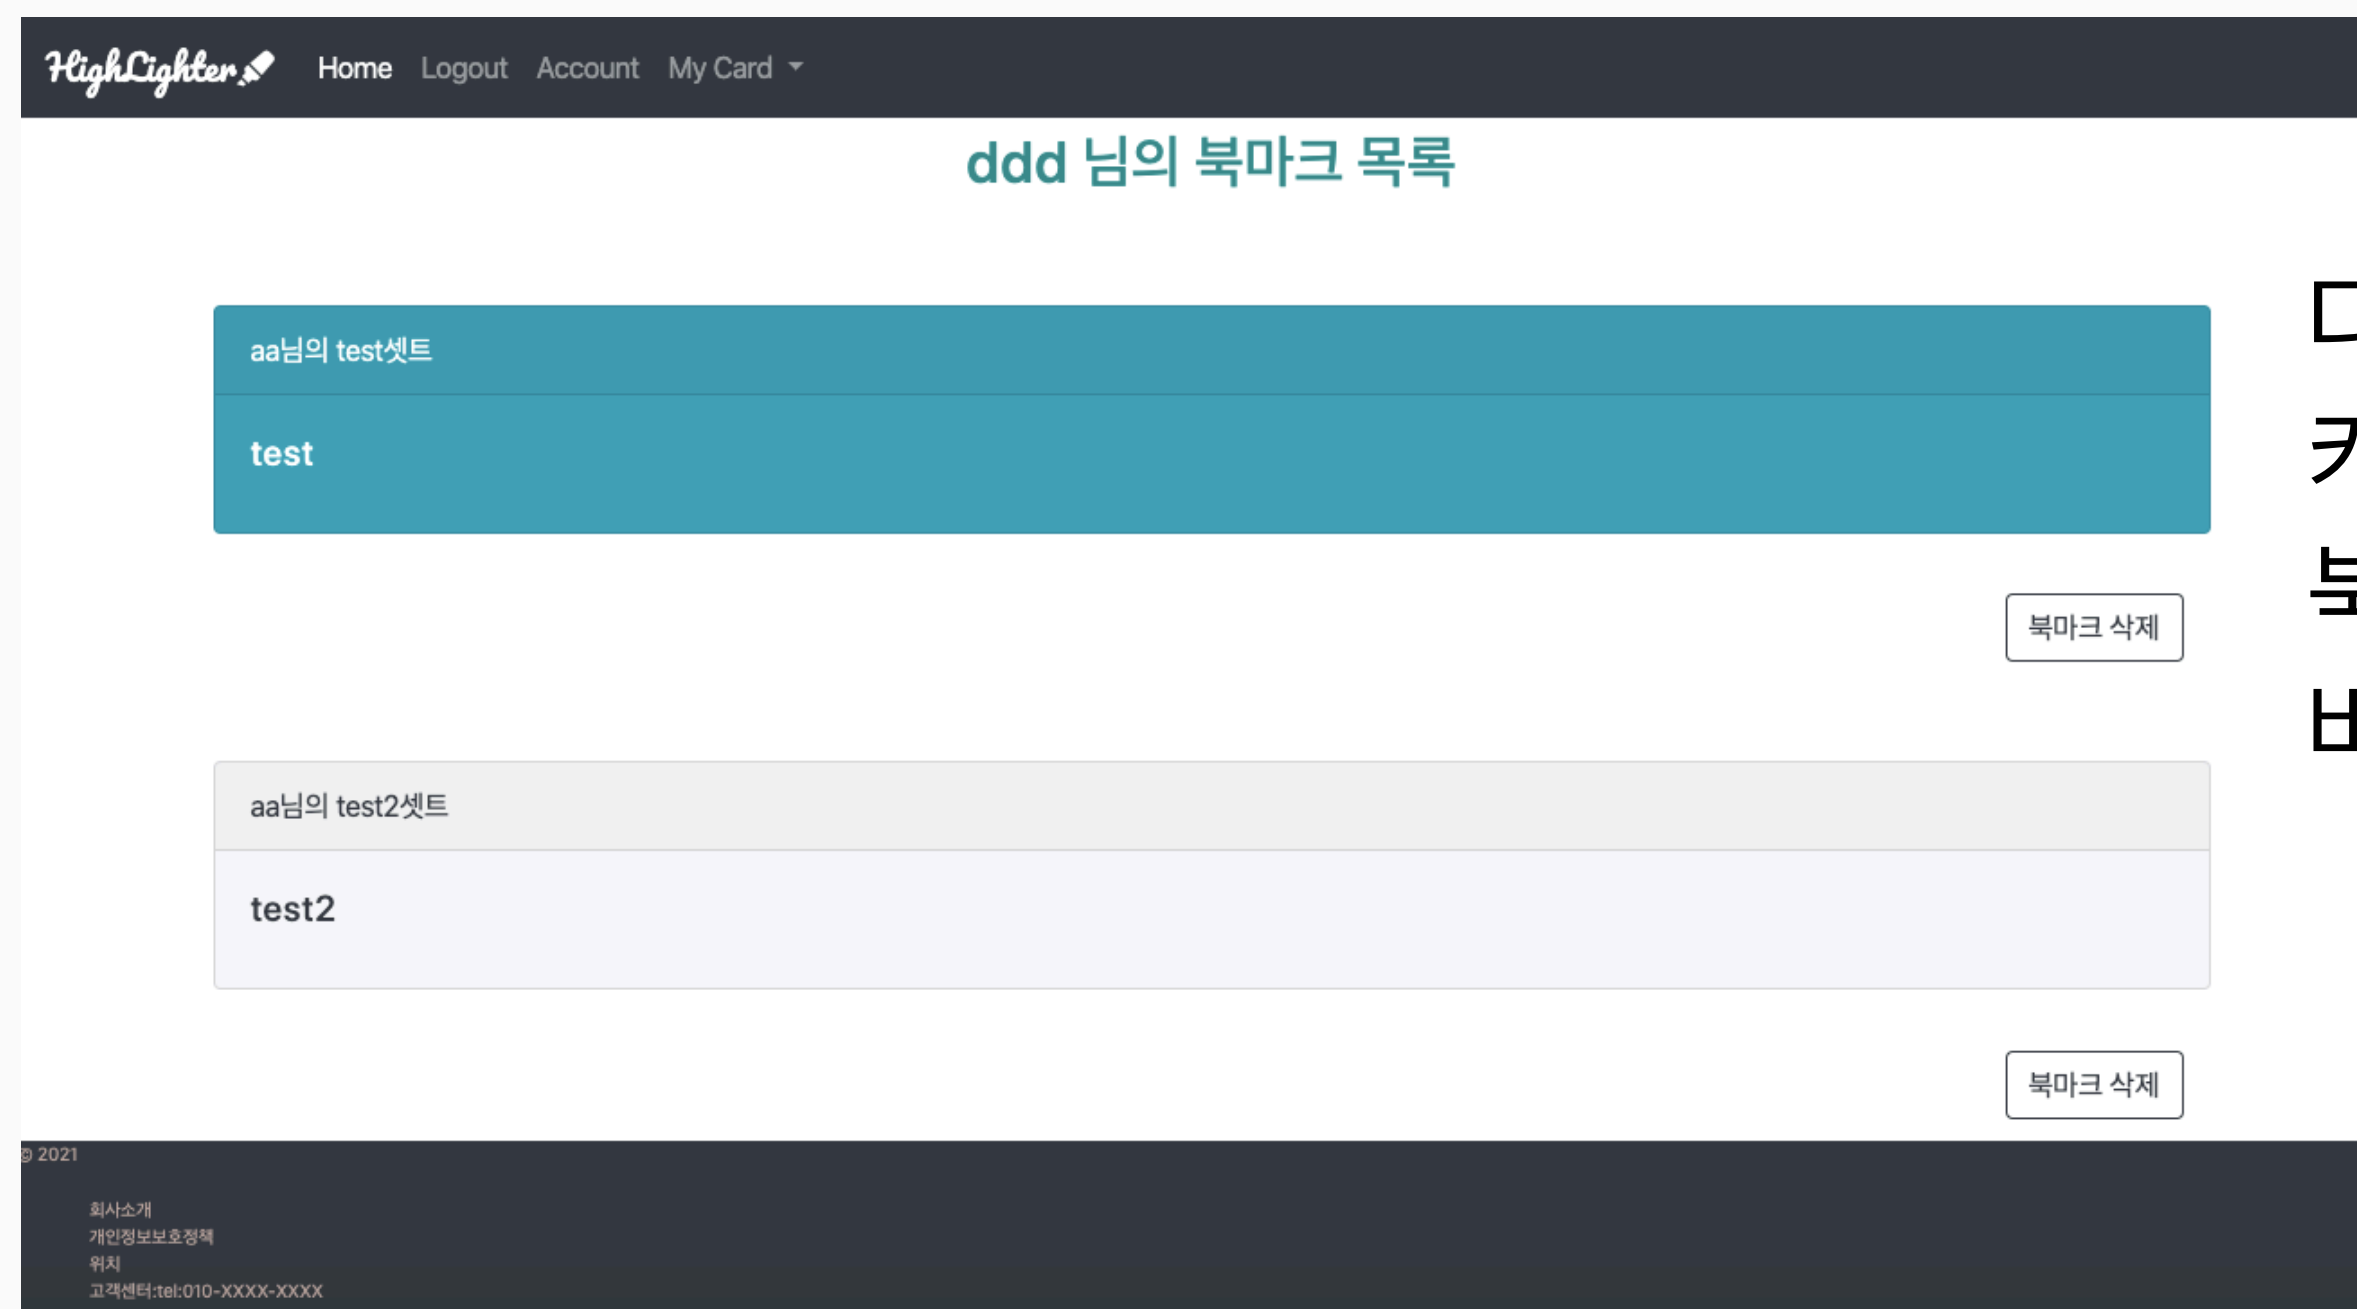 HighLighter Home Logout Account My Card
ddd 님의 북마크 목록
aa님의 test셋트
test
북마크 삭제
aa님의 test2셋트
test2
북마크 삭제
© 2021
회사소개
개인정보보호정책
위치
고객센터:tel:010-XXXX-XXXX